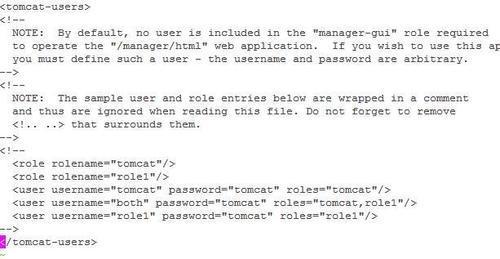 <tomcat-users>
<!--
NOTE: By default, no user is included in the "manager-gui" role required
to operate the "/manager/html" web application. If you wish to use this ap
you must define such a user - the username and password are arbitrary.
-->
<!--
NOTE: The sample user and role entries below are wrapped in a comment
and thus are ignored when reading this file. Do not forget to remove
<!.. ..> that surrounds them.
-->
<!--
<role rolename="tomcat"/>
<role rolename="role1"/>
<user username="tomcat" password="tomcat" roles="tomcat"/>
<user username="both" password="tomcat" roles="tomcat,role1"/>
<user username="role1" password="tomcat" roles="role1"/>
-->
</tomcat-users>
~